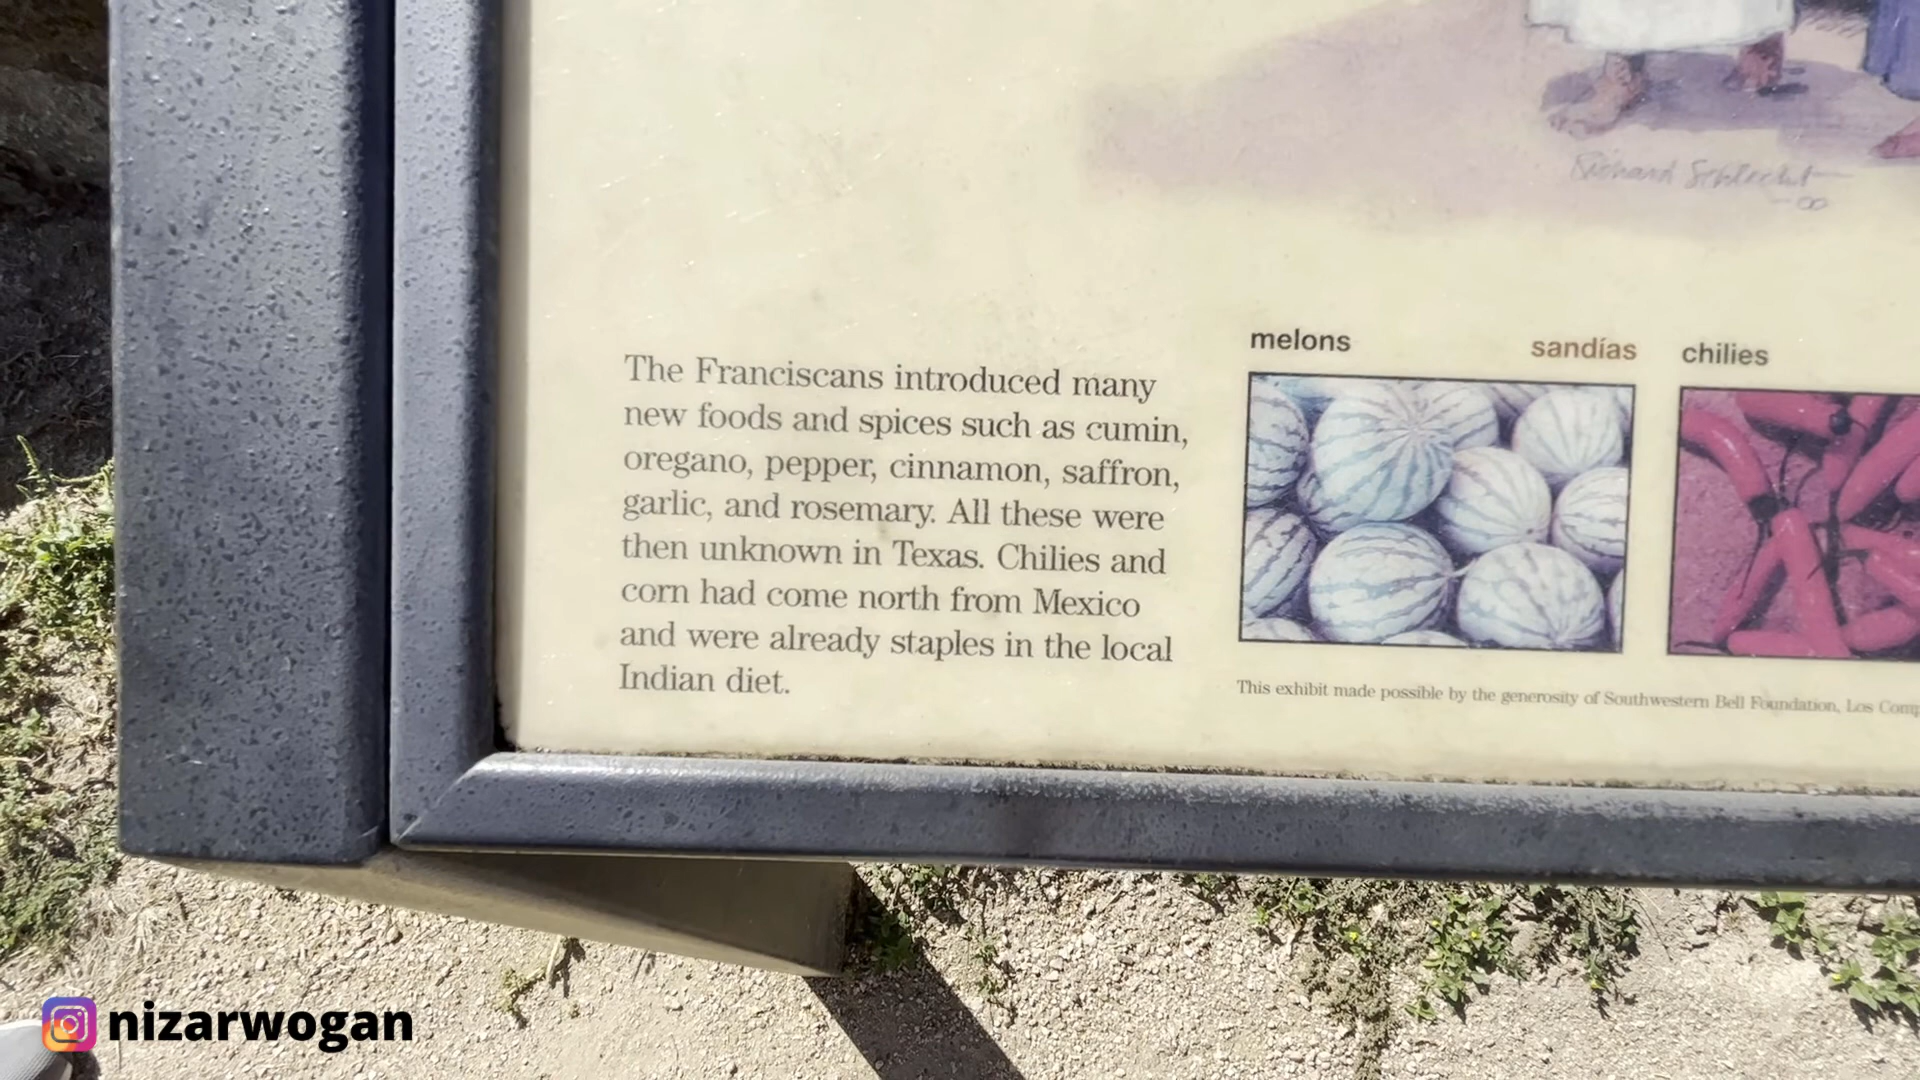 Richard Schlecht
-00
melons sandías chilies
The Franciscans introduced many
new foods and spices such as cumin,
oregano, pepper, cinnamon, saffron,
garlic, and rosemary. All these were
then unknown in Texas. Chilies and
corn had come north from Mexico
and were already staples in the local
Indian diet.
This exhibit made possible by the generosity of Southwestern Bell Foundation, Los
nizarwogan